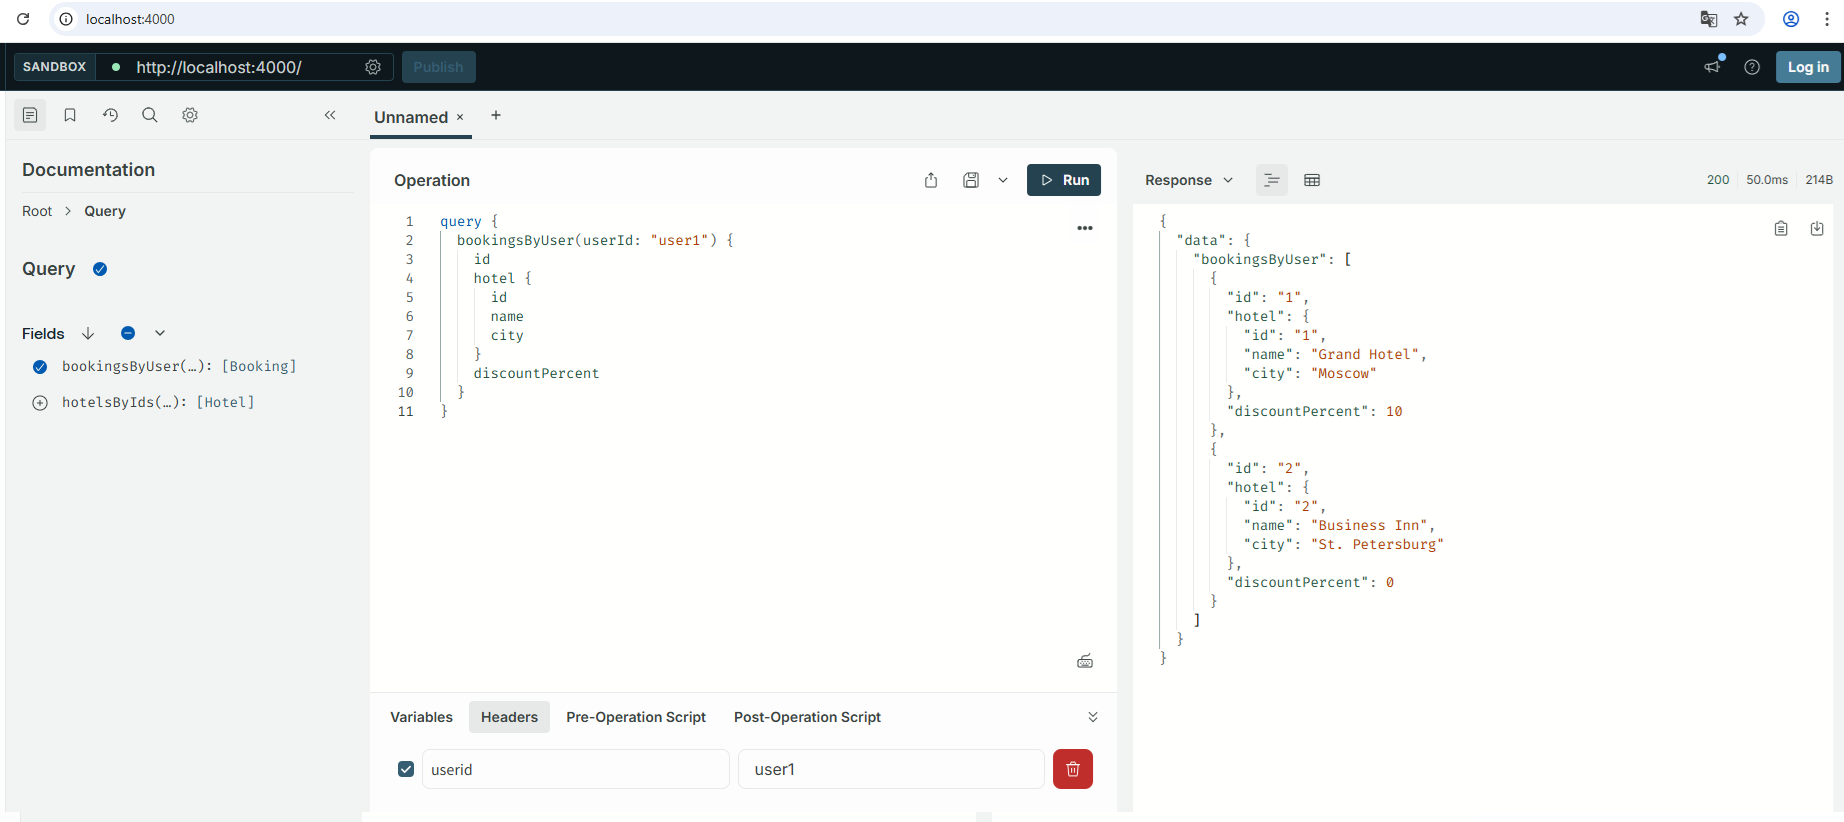 localhost:4000
SANDBOX http://localhost:4000/ Publish Log in
Unnamed × +
Documentation
Root > Query
Query
Fields
bookingsByUser(…): [Booking]
hotelsByIds(…): [Hotel]
Operation
Run
1 query {
2 bookingsByUser(userId: "user1") {
3 id
4 hotel {
5 id
6 name
7 city
8 }
9 discountPercent
10 }
11 }
Variables Headers Pre-Operation Script Post-Operation Script
userid user1
Response 200 50.0ms 214B
{
"data": {
"bookingsByUser": [
{
"id": "1",
"hotel": {
"id": "1",
"name": "Grand Hotel",
"city": "Moscow"
},
"discountPercent": 10
},
{
"id": "2",
"hotel": {
"id": "2",
"name": "Business Inn",
"city": "St. Petersburg"
},
"discountPercent": 0
}
]
}
}